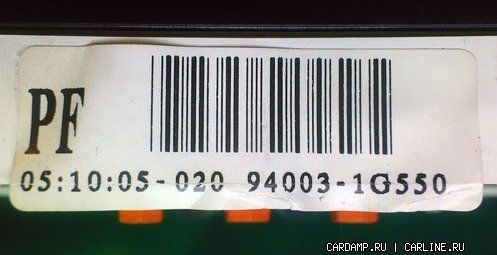 PF
05:10:05-020 94003-1G550
CARDAMP.RU | CARLINE.RU